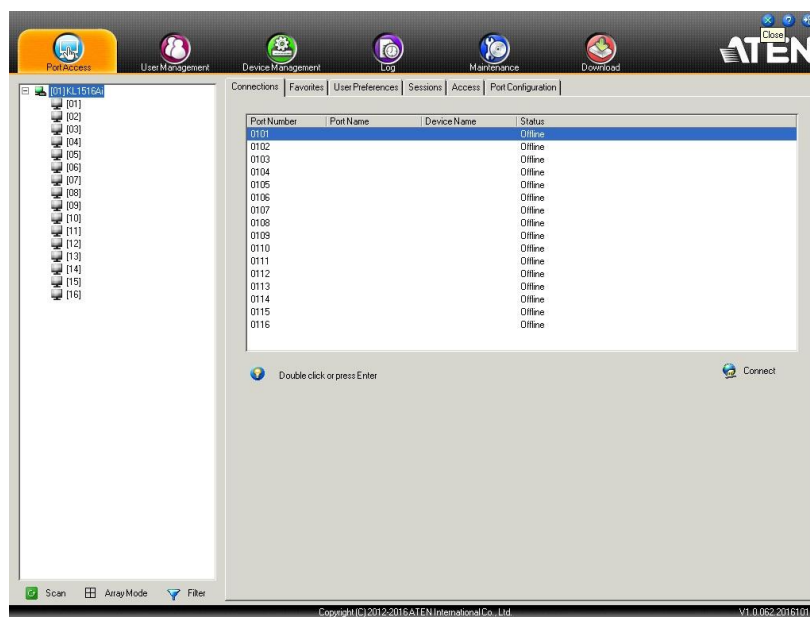 Close
ATEN
Port Access User Management Device Management Log Maintenance Download
[01]KL1516Ai
[01]
[02]
[03]
[04]
[05]
[06]
[07]
[08]
[09]
[10]
[11]
[12]
[13]
[14]
[15]
[16]
Connections Favorites User Preferences Sessions Access Port Configuration
Port Number Port Name Device Name Status
0101 Offline
0102 Offline
0103 Offline
0104 Offline
0105 Offline
0106 Offline
0107 Offline
0108 Offline
0109 Offline
0110 Offline
0111 Offline
0112 Offline
0113 Offline
0114 Offline
0115 Offline
0116 Offline
Double click or press Enter
Connect
Scan Array Mode Filter
Copyright (C) 2012-2016 ATEN International Co., Ltd.
V1.0.062.2016101